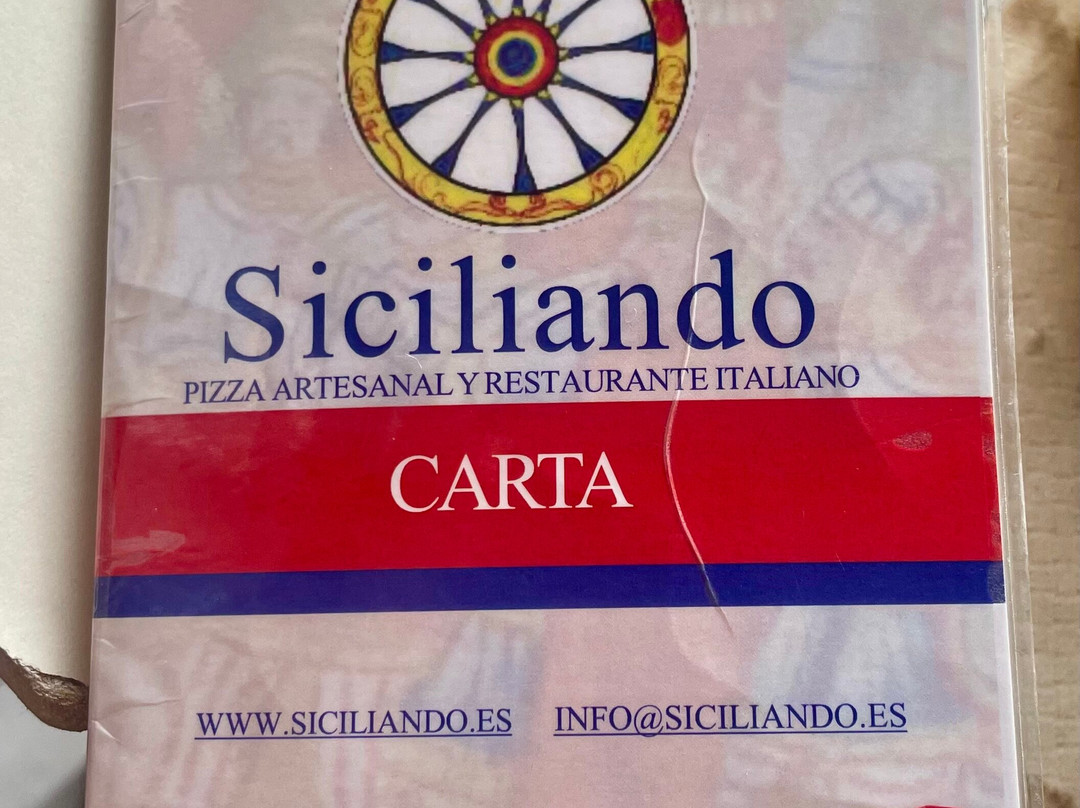 Siciliando
PIZZA ARTESANAL Y RESTAURANTE ITALIANO
CARTA
WWW.SICILIANDO.ES INFO@SICILIANDO.ES